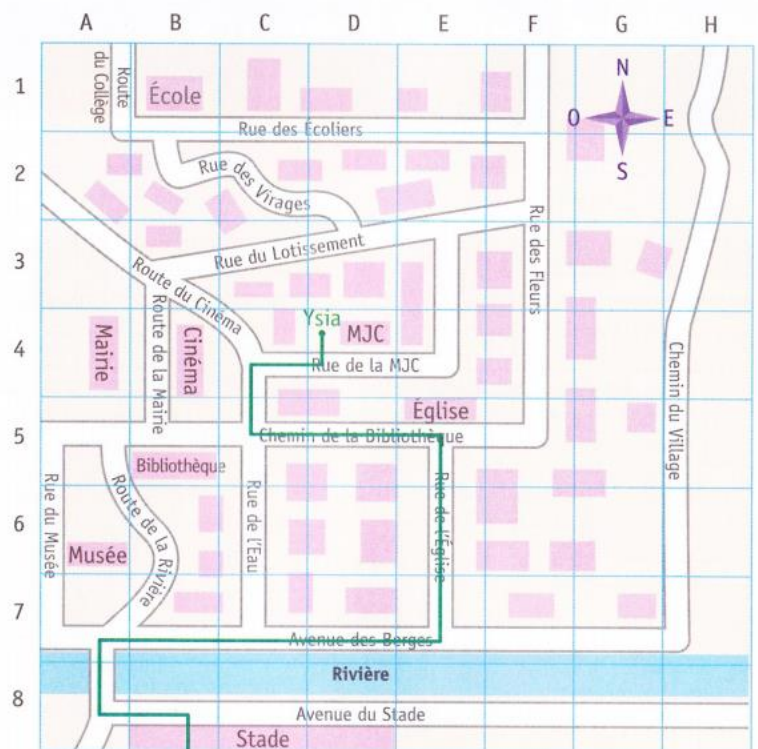 A B C D E F G H
1
Route
du Collège
Route
École
N
O E
S
Rue des Écoliers
2
Rue des Virages
3
Rue du Lotissement
Rue des Fleurs
Route du Cinéma
Route de la Mairie
Ysia
4
Mairie
Cinéma
MJC
Rue de la MJC
Chemin du Village
Église
5
Chemin de la Bibliothèque
Bibliothèque
Rue du Musée
Route de la Rivière
Rue de l'Eau
Rue de l'Église
6
Musée
7
Avenue des Berges
Rivière
8
Avenue du Stade
Stade